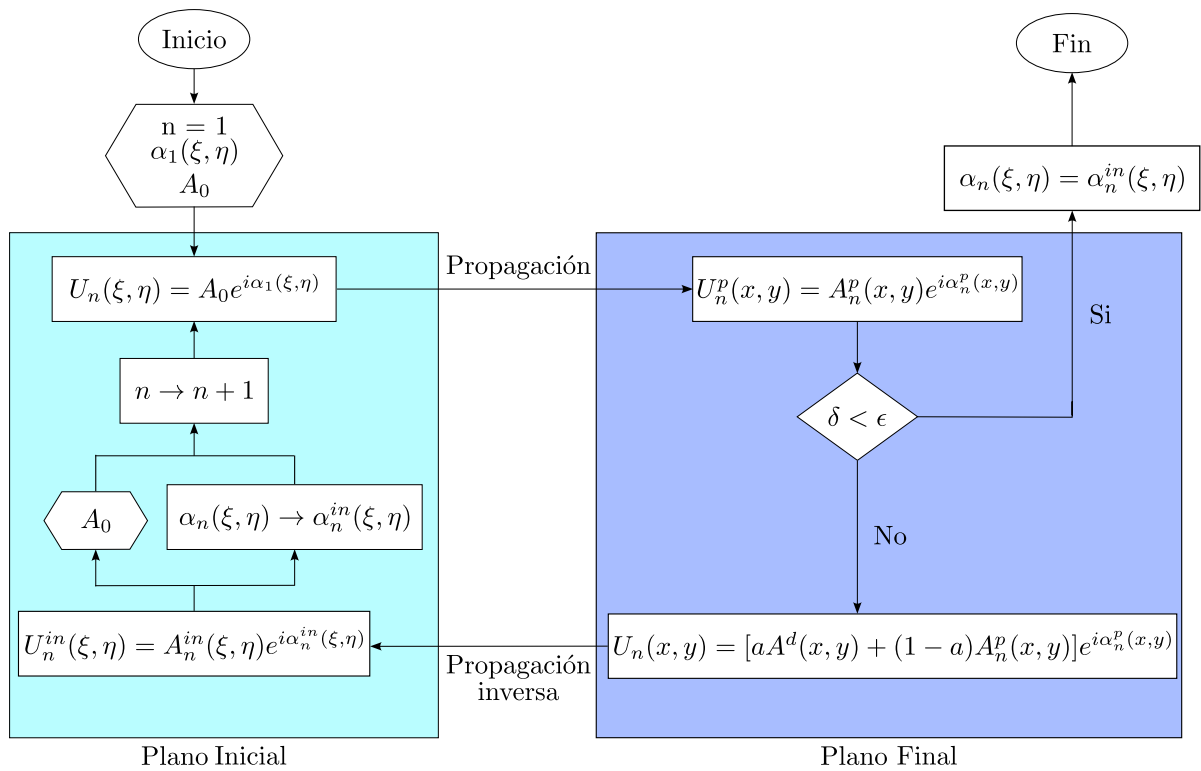 Inicio
n = 1
α₁(ξ, η)
A₀
Uₙ(ξ, η) = A₀e^{iα₁(ξ,η)}
n → n + 1
A₀
αₙ(ξ, η) → αₙⁱⁿ(ξ, η)
Uₙⁱⁿ(ξ, η) = Aₙⁱⁿ(ξ, η)e^{iαₙⁱⁿ(ξ,η)}
Plano Inicial
Propagación
Propagación
inversa
Fin
αₙ(ξ, η) = αₙⁱⁿ(ξ, η)
Uₙᵖ(x, y) = Aₙᵖ(x, y)e^{iαₙᵖ(x,y)}
Si
δ < ϵ
No
Uₙ(x, y) = [aAᵈ(x, y) + (1 − a)Aₙᵖ(x, y)]e^{iαₙᵖ(x,y)}
Plano Final